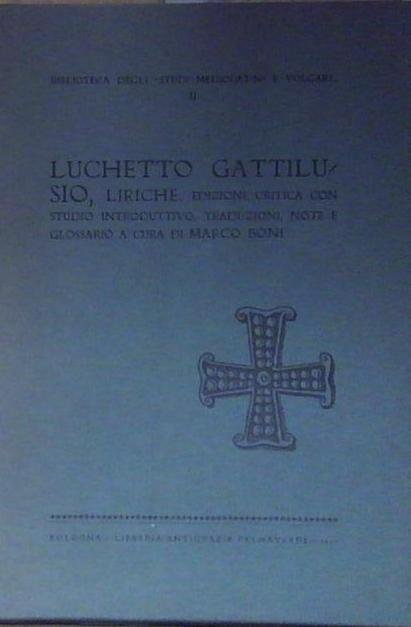 BIBLIOTECA DEGLI «STUDI MEDIOLATINI E VOLGARI»
II
LUCHETTO GATTILU-
SIO, LIRICHE. EDIZIONE CRITICA CON
STUDIO INTRODUTTIVO, TRADUZIONI, NOTE E
GLOSSARIO A CURA DI MARCO BONI
BOLOGNA - LIBRERIA ANTIQUARIA PALMAVERDE -